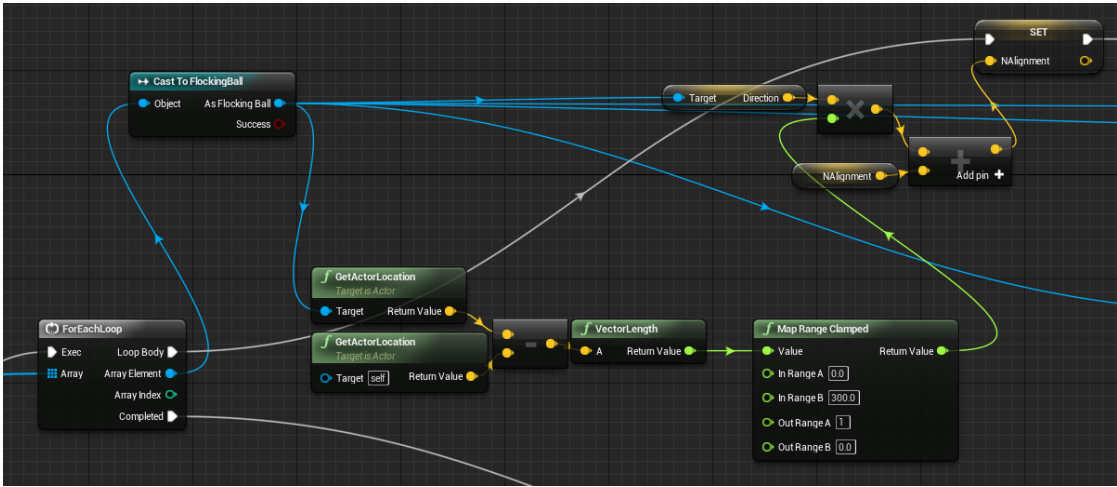 SET
NAlignment
Cast To FlockingBall
Object As Flocking Ball
Success
Target Direction
NAlignment
Add pin +
GetActorLocation
Target is Actor
Target Return Value
GetActorLocation
Target is Actor
Target self Return Value
ForEachLoop
Exec Loop Body
Array Array Element
Array Index
Completed
VectorLength
A Return Value
Map Range Clamped
Value Return Value
In Range A 0.0
In Range B 300.0
Out Range A 1
Out Range B 0.0